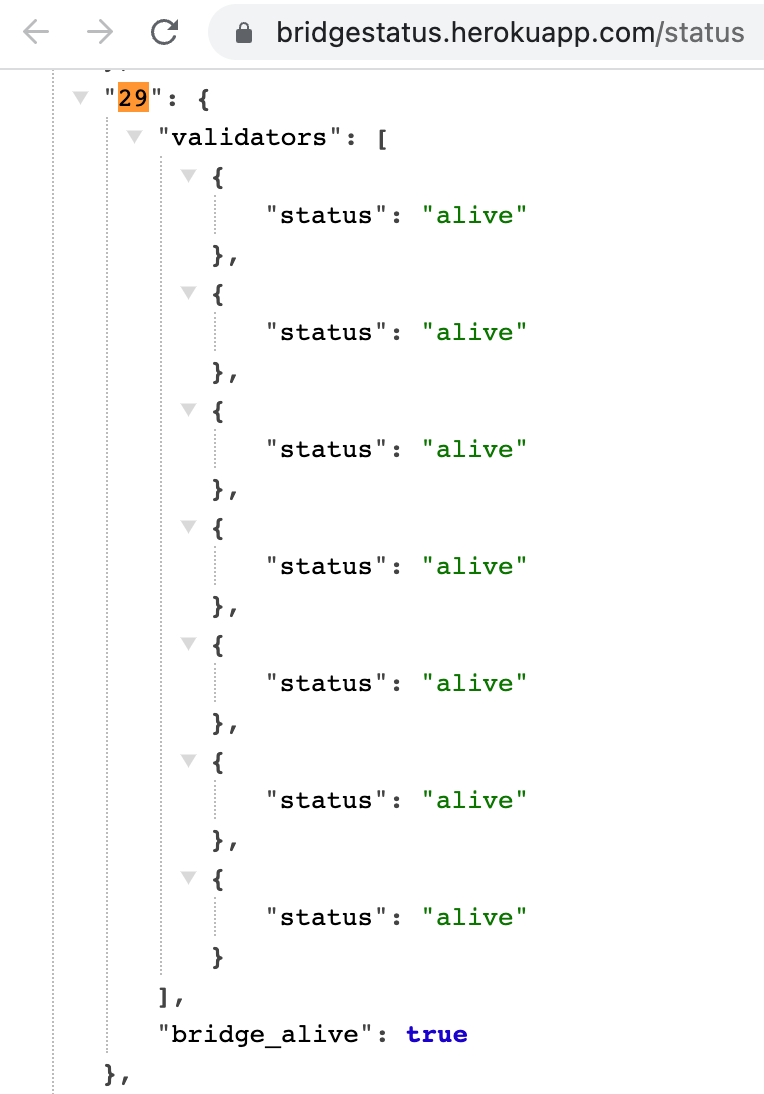 bridgestatus.herokuapp.com/status
"29": {
"validators": [
{
"status": "alive"
},
{
"status": "alive"
},
{
"status": "alive"
},
{
"status": "alive"
},
{
"status": "alive"
},
{
"status": "alive"
},
{
"status": "alive"
}
],
"bridge_alive": true
},